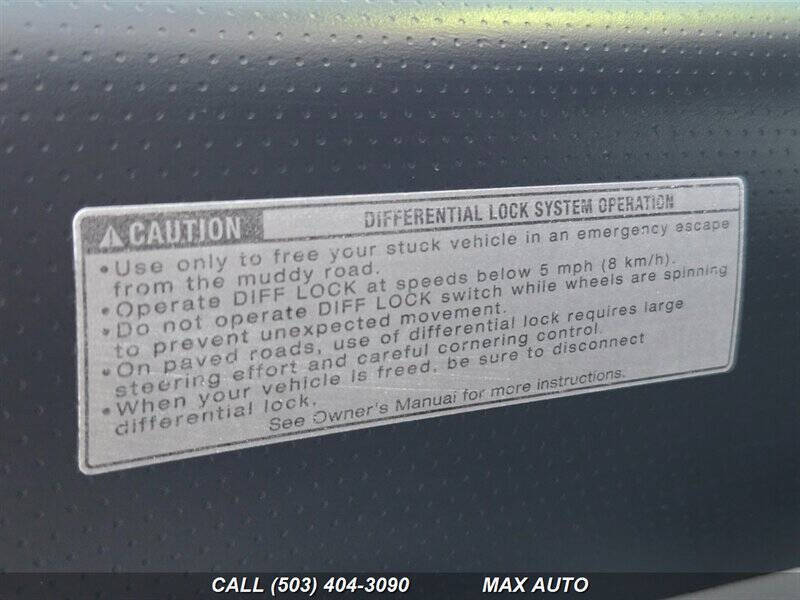 CAUTION DIFFERENTIAL LOCK SYSTEM OPERATION
• Use only to free your stuck vehicle in an emergency escape
from the muddy road.
• Operate DIFF LOCK at speeds below 5 mph (8 km/h).
• Do not operate DIFF LOCK switch while wheels are spinning
to prevent unexpected movement.
• On paved roads, use of differential lock requires large
steering effort and careful cornering control.
• When your vehicle is freed, be sure to disconnect
differential lock.
See Owner's Manual for more instructions.
CALL (503) 404-3090 MAX AUTO